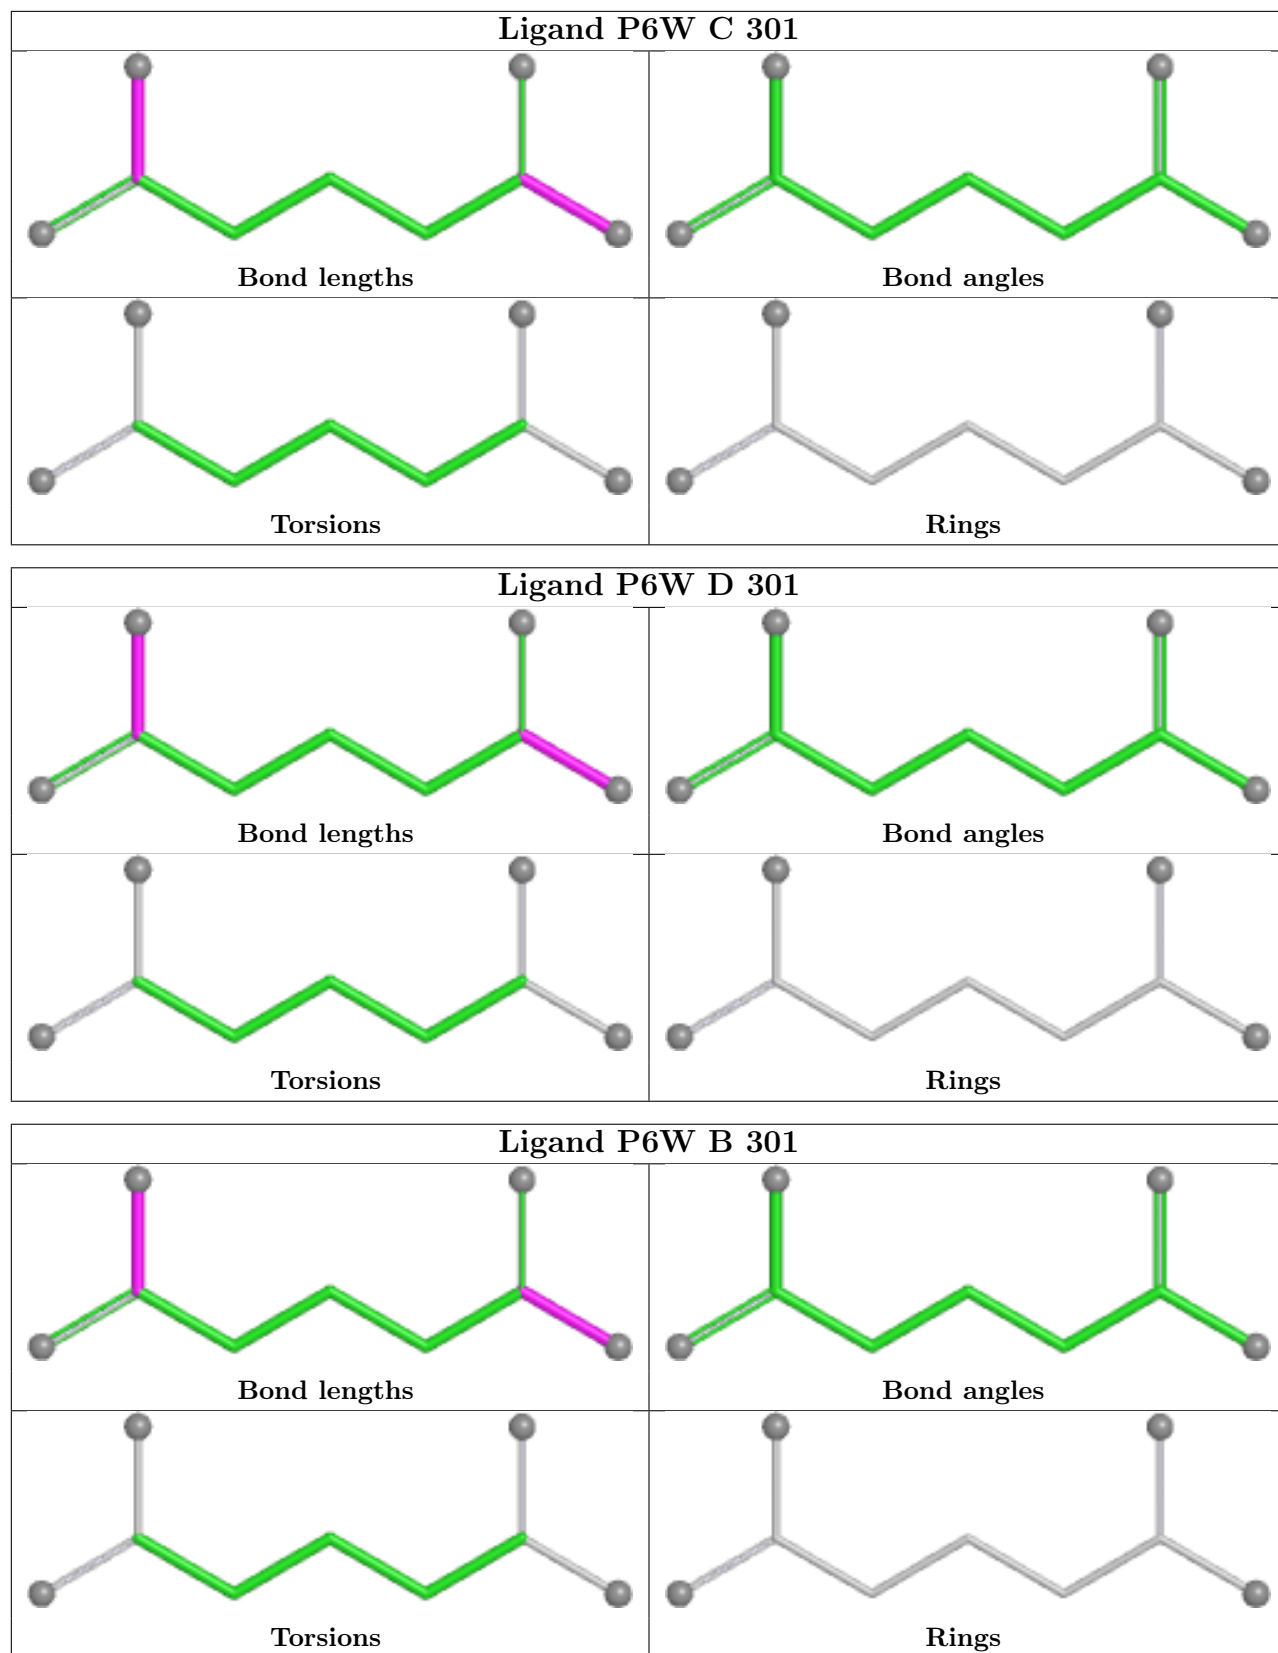 Ligand P6W C 301
Bond lengths
Bond angles
Torsions
Rings
Ligand P6W D 301
Bond lengths
Bond angles
Torsions
Rings
Ligand P6W B 301
Bond lengths
Bond angles
Torsions
Rings